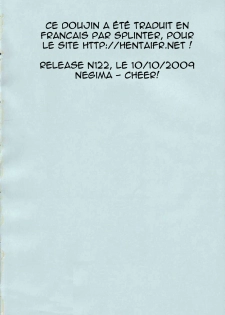 CE DOUJIN A ÉTÉ TRADUIT EN
FRANCAIS PAR SPLINTER, POUR
LE SITE HTTP://HENTAIFR.NET !
RELEASE N122, LE 10/10/2009
NEGIMA - CHEER!